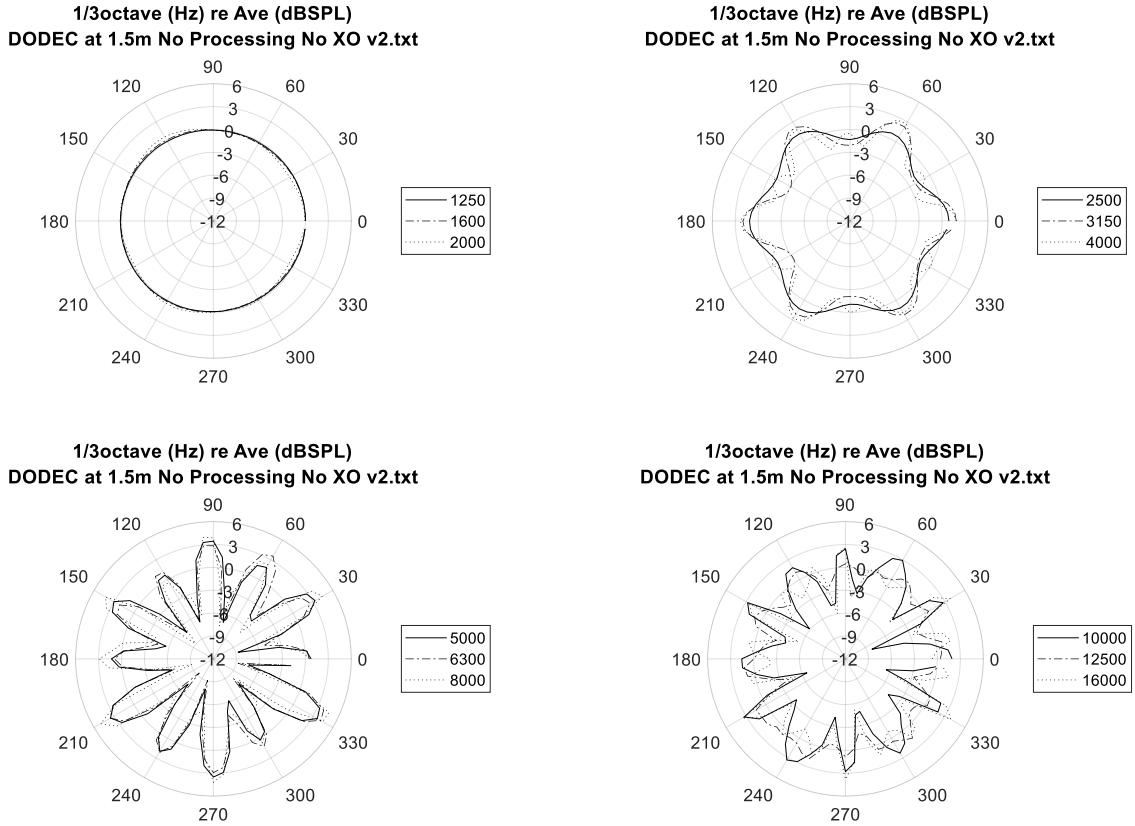 1/3octave (Hz) re Ave (dBSPL)
DODEC at 1.5m No Processing No XO v2.txt
90
120 6 60
3
150 0 30
-3
-6
-9
180 -12 0
210 330
240 300
270
1250
1600
2000
1/3octave (Hz) re Ave (dBSPL)
DODEC at 1.5m No Processing No XO v2.txt
90
120 6 60
3
150 0 30
-3
-6
-9
180 -12 0
210 330
240 300
270
2500
3150
4000
1/3octave (Hz) re Ave (dBSPL)
DODEC at 1.5m No Processing No XO v2.txt
90
120 6 60
3
150 0 30
-3
-6
-9
180 -12 0
210 330
240 300
270
5000
6300
8000
1/3octave (Hz) re Ave (dBSPL)
DODEC at 1.5m No Processing No XO v2.txt
90
120 6 60
3
150 0 30
-3
-6
-9
180 -12 0
210 330
240 300
270
10000
12500
16000